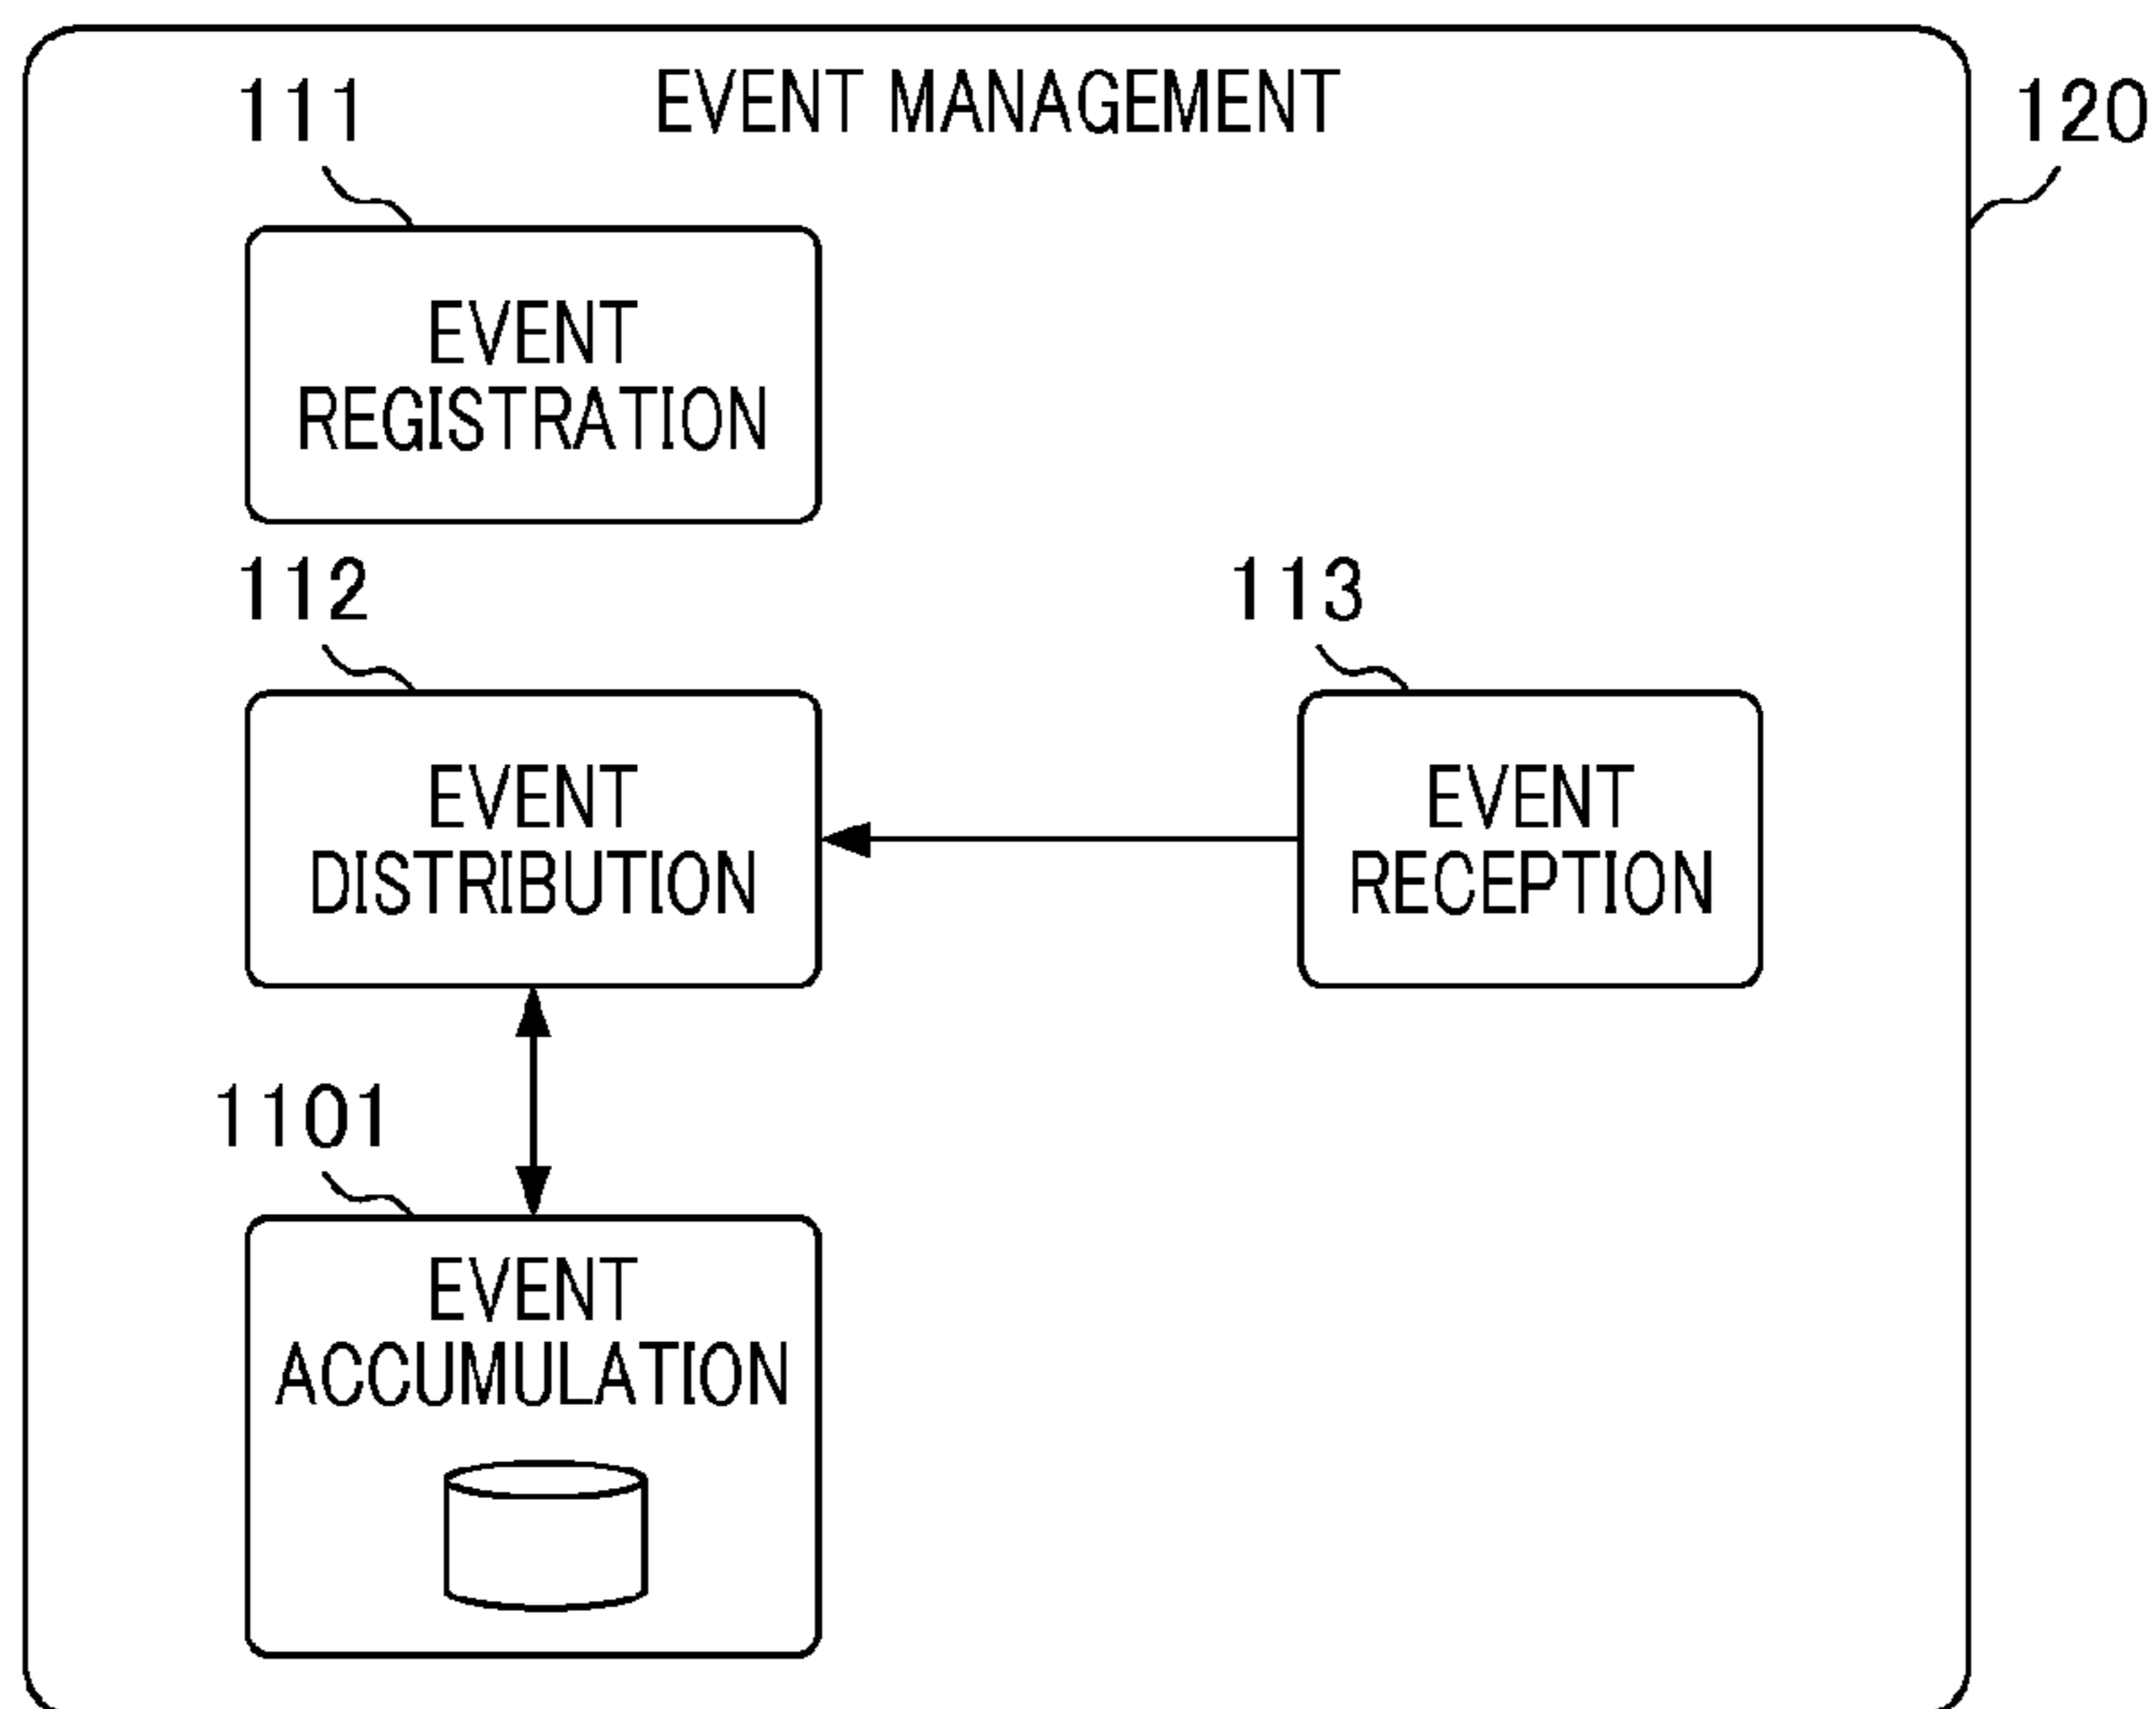 EVENT MANAGEMENT
120
111
EVENT
REGISTRATION
112
EVENT
DISTRIBUTION
113
EVENT
RECEPTION
1101
EVENT
ACCUMULATION